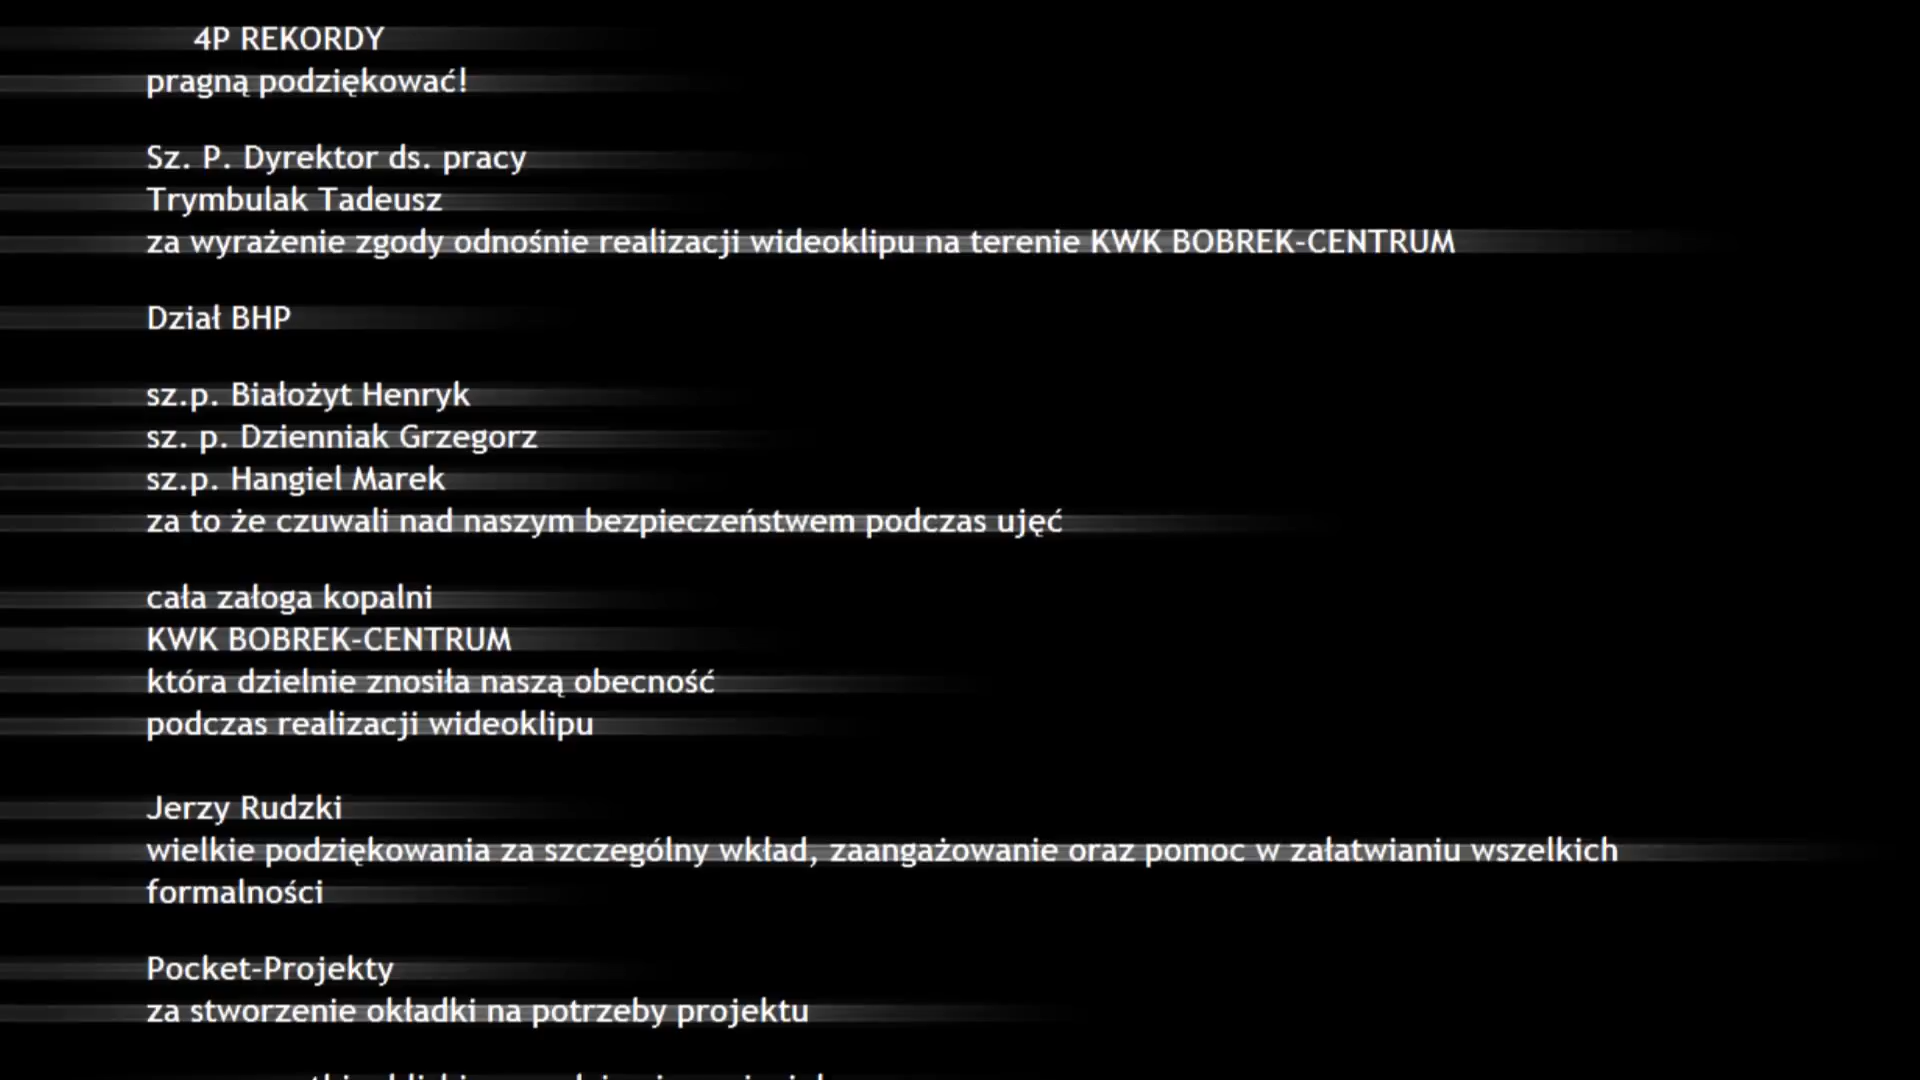 4P REKORDY
pragną podziękować!
Sz. P. Dyrektor ds. pracy
Trymbulak Tadeusz
za wyrażenie zgody odnośnie realizacji wideoklipu na terenie KWK BOBREK-CENTRUM
Dział BHP
sz.p. Białożyt Henryk
sz. p. Dzienniak Grzegorz
sz.p. Hangiel Marek
za to że czuwali nad naszym bezpieczeństwem podczas ujęć
cała załoga kopalni
KWK BOBREK-CENTRUM
która dzielnie znosiła naszą obecność
podczas realizacji wideoklipu
Jerzy Rudzki
wielkie podziękowania za szczególny wkład, zaangażowanie oraz pomoc w załatwianiu wszelkich
formalności
Pocket-Projekty
za stworzenie okładki na potrzeby projektu